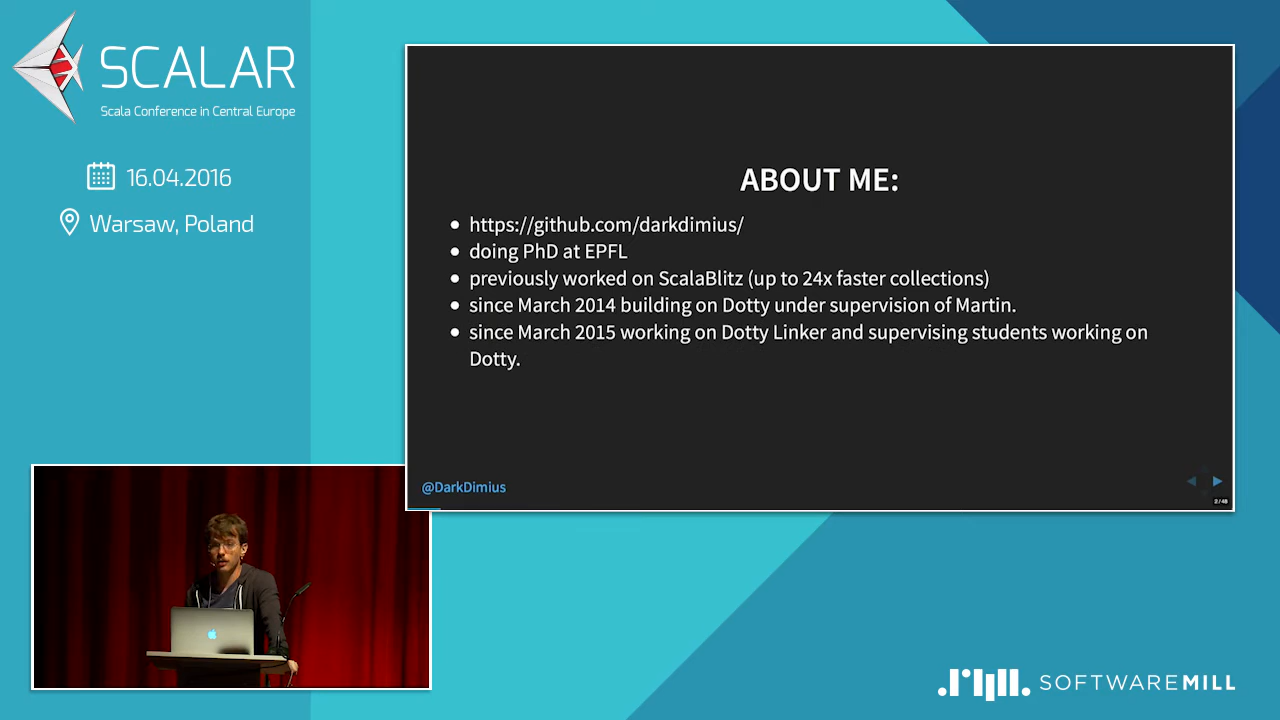 SCALAR
Scala Conference in Central Europe
16.04.2016
Warsaw, Poland
ABOUT ME:
https://github.com/darkdimius/
doing PhD at EPFL
previously worked on ScalaBlitz (up to 24x faster collections)
since March 2014 building on Dotty under supervision of Martin.
since March 2015 working on Dotty Linker and supervising students working on
Dotty.
@DarkDimius
2/48
SOFTWAREMILL